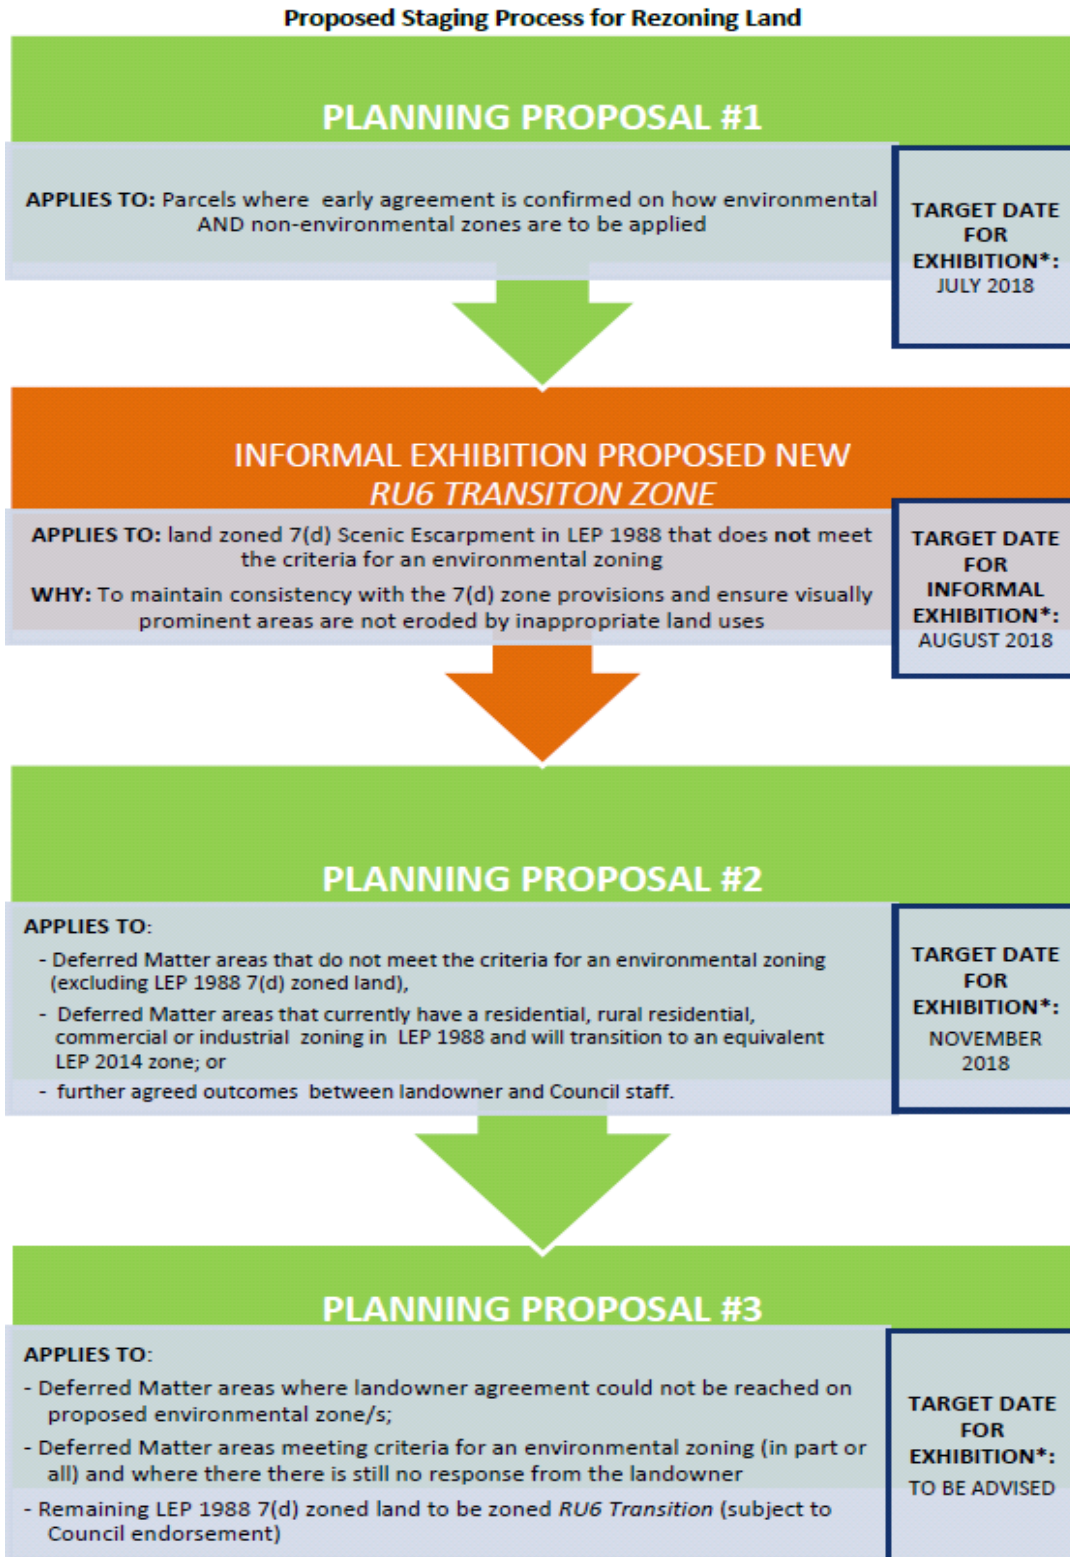 Proposed Staging Process for Rezoning Land
PLANNING PROPOSAL #1
APPLIES TO: Parcels where early agreement is confirmed on how environmental
AND non-environmental zones are to be applied
TARGET DATE
FOR
EXHIBITION*:
JULY 2018
INFORMAL EXHIBITION PROPOSED NEW
RU6 TRANSITON ZONE
APPLIES TO: land zoned 7(d) Scenic Escarpment in LEP 1988 that does not meet
the criteria for an environmental zoning
WHY: To maintain consistency with the 7(d) zone provisions and ensure visually
prominent areas are not eroded by inappropriate land uses
TARGET DATE
FOR
INFORMAL
EXHIBITION*:
AUGUST 2018
PLANNING PROPOSAL #2
APPLIES TO:
- Deferred Matter areas that do not meet the criteria for an environmental zoning
(excluding LEP 1988 7(d) zoned land),
- Deferred Matter areas that currently have a residential, rural residential,
commercial or industrial zoning in LEP 1988 and will transition to an equivalent
LEP 2014 zone; or
- further agreed outcomes between landowner and Council staff.
TARGET DATE
FOR
EXHIBITION*:
NOVEMBER
2018
PLANNING PROPOSAL #3
APPLIES TO:
- Deferred Matter areas where landowner agreement could not be reached on
proposed environmental zone/s;
- Deferred Matter areas meeting criteria for an environmental zoning (in part or
all) and where there there is still no response from the landowner
- Remaining LEP 1988 7(d) zoned land to be zoned RU6 Transition (subject to
Council endorsement)
TARGET DATE
FOR
EXHIBITION*:
TO BE ADVISED